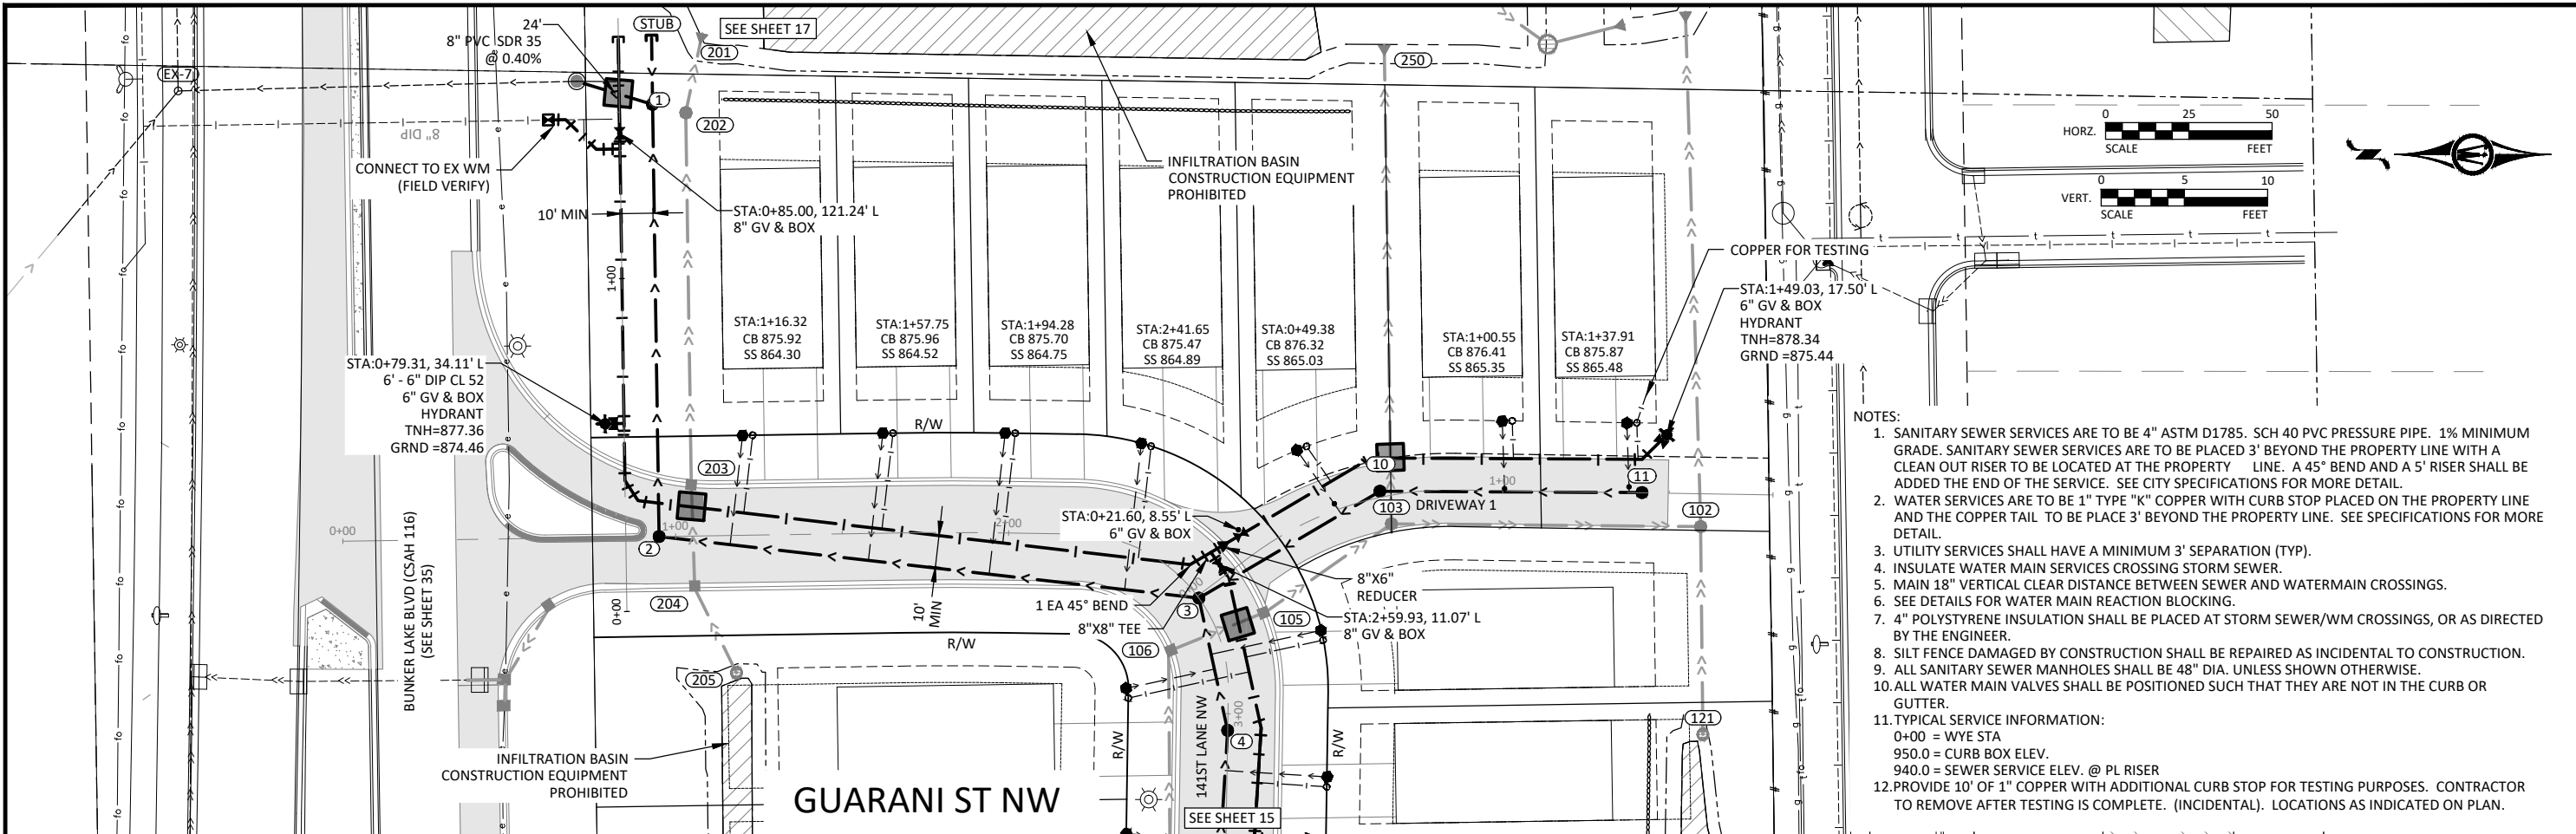 24'
8" PVC SDR 35
@ 0.40%
STUB
SEE SHEET 17
201
250
EX-7
1
202
8" DIP
CONNECT TO EX WM
(FIELD VERIFY)
INFILTRATION BASIN
CONSTRUCTION EQUIPMENT
PROHIBITED
10' MIN
STA:0+85.00, 121.24' L
8" GV & BOX
HORZ.
0 25 50
SCALE FEET
VERT.
0 5 10
SCALE FEET
COPPER FOR TESTING
STA:1+49.03, 17.50' L
6" GV & BOX
HYDRANT
TNH=878.34
GRND =875.44
1+00
STA:1+16.32
CB 875.92
SS 864.30
STA:1+57.75
CB 875.96
SS 864.52
STA:1+94.28
CB 875.70
SS 864.75
STA:2+41.65
CB 875.47
SS 864.89
STA:0+49.38
CB 876.32
SS 865.03
STA:1+00.55
CB 876.41
SS 865.35
STA:1+37.91
CB 875.87
SS 865.48
STA:0+79.31, 34.11' L
6' - 6" DIP CL 52
6" GV & BOX
HYDRANT
TNH=877.36
GRND =874.46
R/W
203
10
11
1+00
103
DRIVEWAY 1
102
0+00
2
1+00
2+00
STA:0+21.60, 8.55' L
6" GV & BOX
BUNKER LAKE BLVD (CSAH 116)
(SEE SHEET 35)
204
0+00
10'
MIN
1 EA 45° BEND
8"X8" TEE
3
0+00
8"X6"
REDUCER
105
STA:2+59.93, 11.07' L
8" GV & BOX
106
R/W
205
R/W
141ST LANE NW
3+00
4
R/W
121
INFILTRATION BASIN
CONSTRUCTION EQUIPMENT
PROHIBITED
GUARANI ST NW
SEE SHEET 15
NOTES:
1. SANITARY SEWER SERVICES ARE TO BE 4" ASTM D1785. SCH 40 PVC PRESSURE PIPE. 1% MINIMUM
GRADE. SANITARY SEWER SERVICES ARE TO BE PLACED 3' BEYOND THE PROPERTY LINE WITH A
CLEAN OUT RISER TO BE LOCATED AT THE PROPERTY LINE. A 45° BEND AND A 5' RISER SHALL BE
ADDED THE END OF THE SERVICE. SEE CITY SPECIFICATIONS FOR MORE DETAIL.
2. WATER SERVICES ARE TO BE 1" TYPE "K" COPPER WITH CURB STOP PLACED ON THE PROPERTY LINE
AND THE COPPER TAIL TO BE PLACE 3' BEYOND THE PROPERTY LINE. SEE SPECIFICATIONS FOR MORE
DETAIL.
3. UTILITY SERVICES SHALL HAVE A MINIMUM 3' SEPARATION (TYP).
4. INSULATE WATER MAIN SERVICES CROSSING STORM SEWER.
5. MAIN 18" VERTICAL CLEAR DISTANCE BETWEEN SEWER AND WATERMAIN CROSSINGS.
6. SEE DETAILS FOR WATER MAIN REACTION BLOCKING.
7. 4" POLYSTYRENE INSULATION SHALL BE PLACED AT STORM SEWER/WM CROSSINGS, OR AS DIRECTED
BY THE ENGINEER.
8. SILT FENCE DAMAGED BY CONSTRUCTION SHALL BE REPAIRED AS INCIDENTAL TO CONSTRUCTION.
9. ALL SANITARY SEWER MANHOLES SHALL BE 48" DIA. UNLESS SHOWN OTHERWISE.
10. ALL WATER MAIN VALVES SHALL BE POSITIONED SUCH THAT THEY ARE NOT IN THE CURB OR
GUTTER.
11. TYPICAL SERVICE INFORMATION:
0+00 = WYE STA
950.0 = CURB BOX ELEV.
940.0 = SEWER SERVICE ELEV. @ PL RISER
12. PROVIDE 10' OF 1" COPPER WITH ADDITIONAL CURB STOP FOR TESTING PURPOSES. CONTRACTOR
TO REMOVE AFTER TESTING IS COMPLETE. (INCIDENTAL). LOCATIONS AS INDICATED ON PLAN.